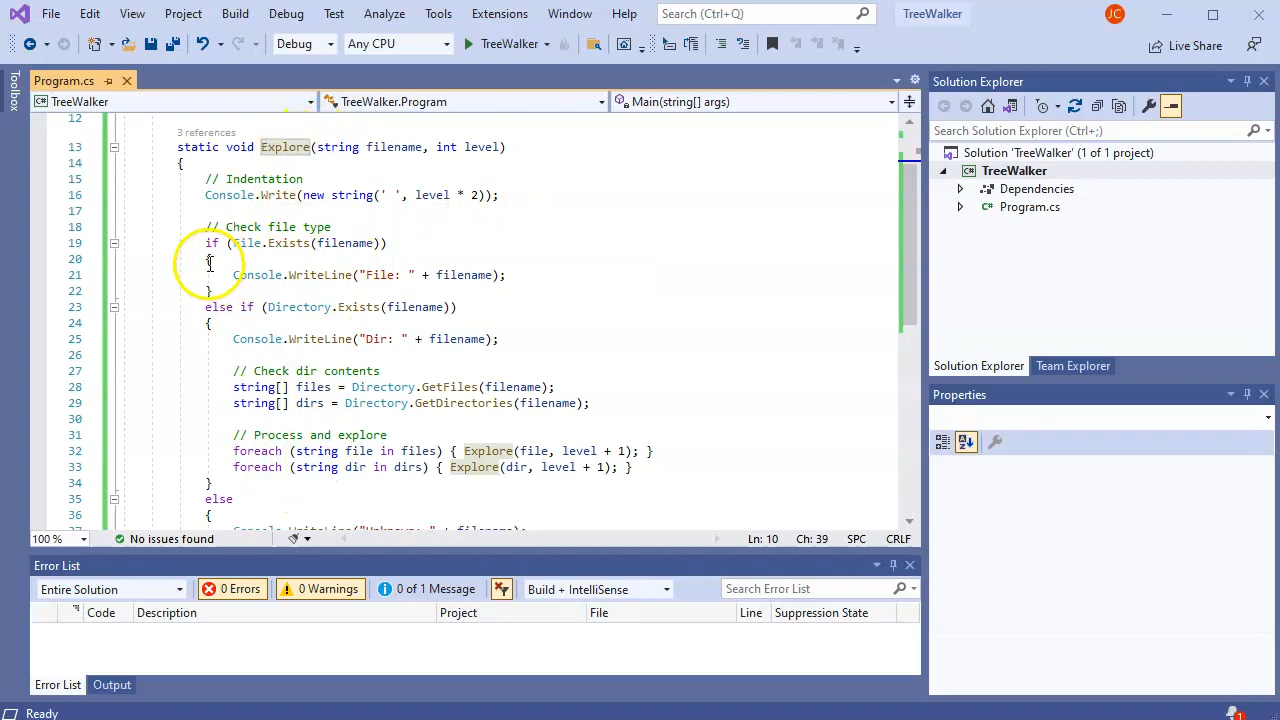 File Edit View Project Build Debug Test Analyze Tools Extensions Window Help Search (Ctrl+Q) TreeWalker JC
Debug Any CPU TreeWalker Live Share
Toolbox
Program.cs
TreeWalker TreeWalker.Program Main(string[] args)
12
3 references
13 static void Explore(string filename, int level)
14 {
15 // Indentation
16 Console.Write(new string(' ', level * 2));
17
18 // Check file type
19 if (File.Exists(filename))
20 {
21 Console.WriteLine("File: " + filename);
22 }
23 else if (Directory.Exists(filename))
24 {
25 Console.WriteLine("Dir: " + filename);
26
27 // Check dir contents
28 string[] files = Directory.GetFiles(filename);
29 string[] dirs = Directory.GetDirectories(filename);
30
31 // Process and explore
32 foreach (string file in files) { Explore(file, level + 1); }
33 foreach (string dir in dirs) { Explore(dir, level + 1); }
34 }
35 else
36 {
37 Console.WriteLine("Unknown: " + filename);
100 % No issues found Ln: 10 Ch: 39 SPC CRLF
Error List
Entire Solution 0 Errors 0 Warnings 0 of 1 Message Build + IntelliSense Search Error List
Code Description Project File Line Suppression State
Error List Output
Ready 1
Solution Explorer
Search Solution Explorer (Ctrl+;)
Solution 'TreeWalker' (1 of 1 project)
TreeWalker
Dependencies
Program.cs
Solution Explorer Team Explorer
Properties